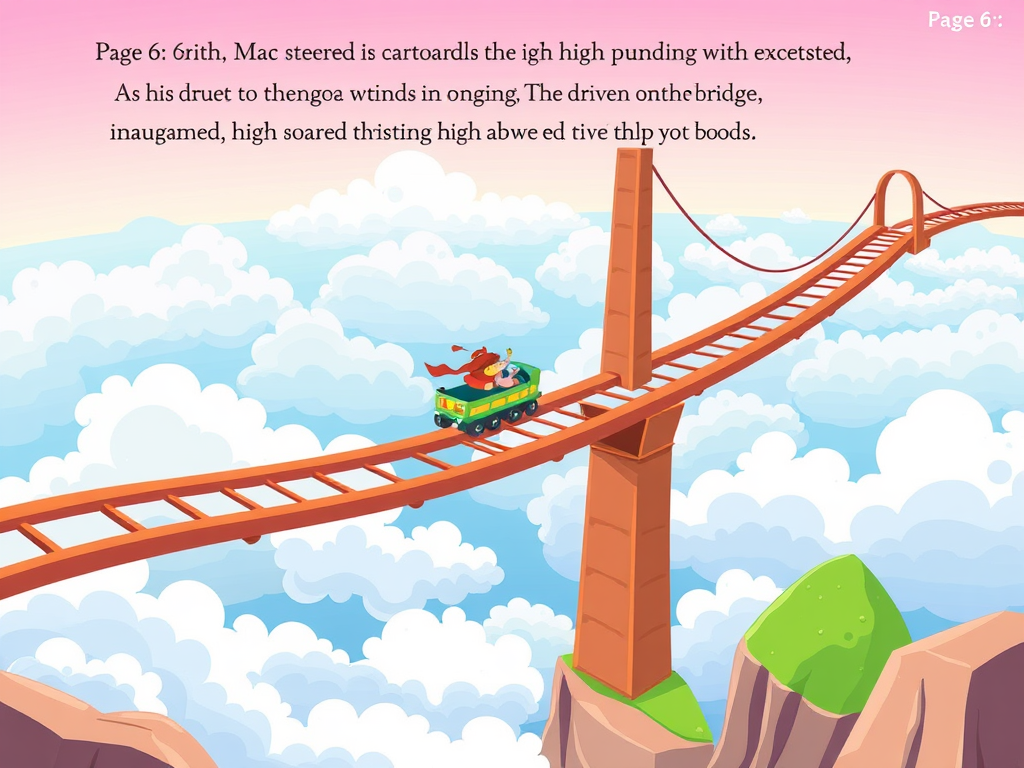 Page 6:
Page 6: 6rith, Mac steered is cartoardls the igh high punding with excetsted,
As his druet to thengoa wtinds in onging, The driven onthe bridge,
inaugamed, high soared thisting high abwe ed tive thlp yot boods.